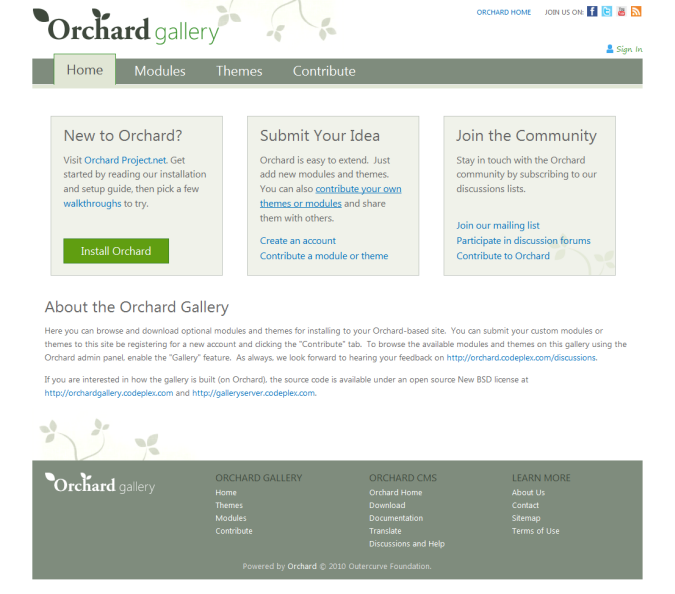 Orchard gallery
ORCHARD HOME JOIN US ON:
Sign In
Home Modules Themes Contribute
New to Orchard?
Visit Orchard Project.net. Get
started by reading our installation
and setup guide, then pick a few
walkthroughs to try.
Install Orchard
Submit Your Idea
Orchard is easy to extend. Just
add new modules and themes.
You can also contribute your own
themes or modules and share
them with others.
Create an account
Contribute a module or theme
Join the Community
Stay in touch with the Orchard
community by subscribing to our
discussions lists.
Join our mailing list
Participate in discussion forums
Contribute to Orchard
About the Orchard Gallery
Here you can browse and download optional modules and themes for installing to your Orchard-based site. You can submit your custom modules or
themes to this site be registering for a new account and clicking the "Contribute" tab. To browse the available modules and themes on this gallery using the
Orchard admin panel, enable the "Gallery" feature. As always, we look forward to hearing your feedback on http://orchard.codeplex.com/discussions.
If you are interested in how the gallery is built (on Orchard), the source code is available under an open source New BSD license at
http://orchardgallery.codeplex.com and http://galleryserver.codeplex.com.
Orchard gallery
ORCHARD GALLERY
Home
Themes
Modules
Contribute
ORCHARD CMS
Orchard Home
Download
Documentation
Translate
Discussions and Help
LEARN MORE
About Us
Contact
Sitemap
Terms of Use
Powered by Orchard © 2010 Outercurve Foundation.